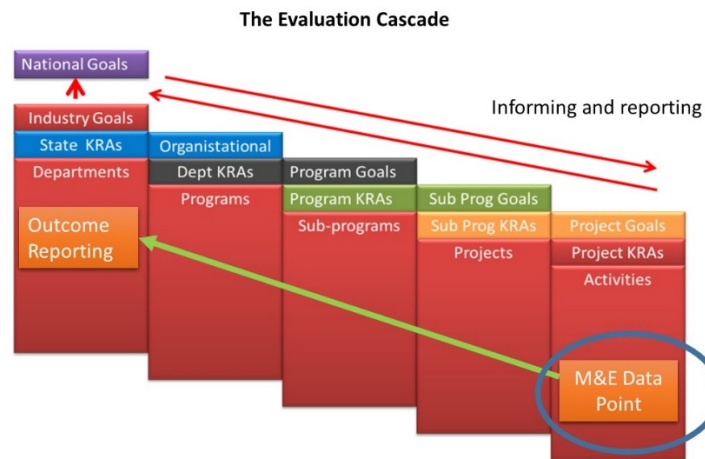 The Evaluation Cascade
National Goals
Informing and reporting
Industry Goals
State KRAs
Departments
Outcome
Reporting
Organistational
Dept KRAs
Programs
Program Goals
Program KRAs
Sub-programs
Sub Prog Goals
Sub Prog KRAs
Projects
Project Goals
Project KRAs
Activities
M&E Data
Point